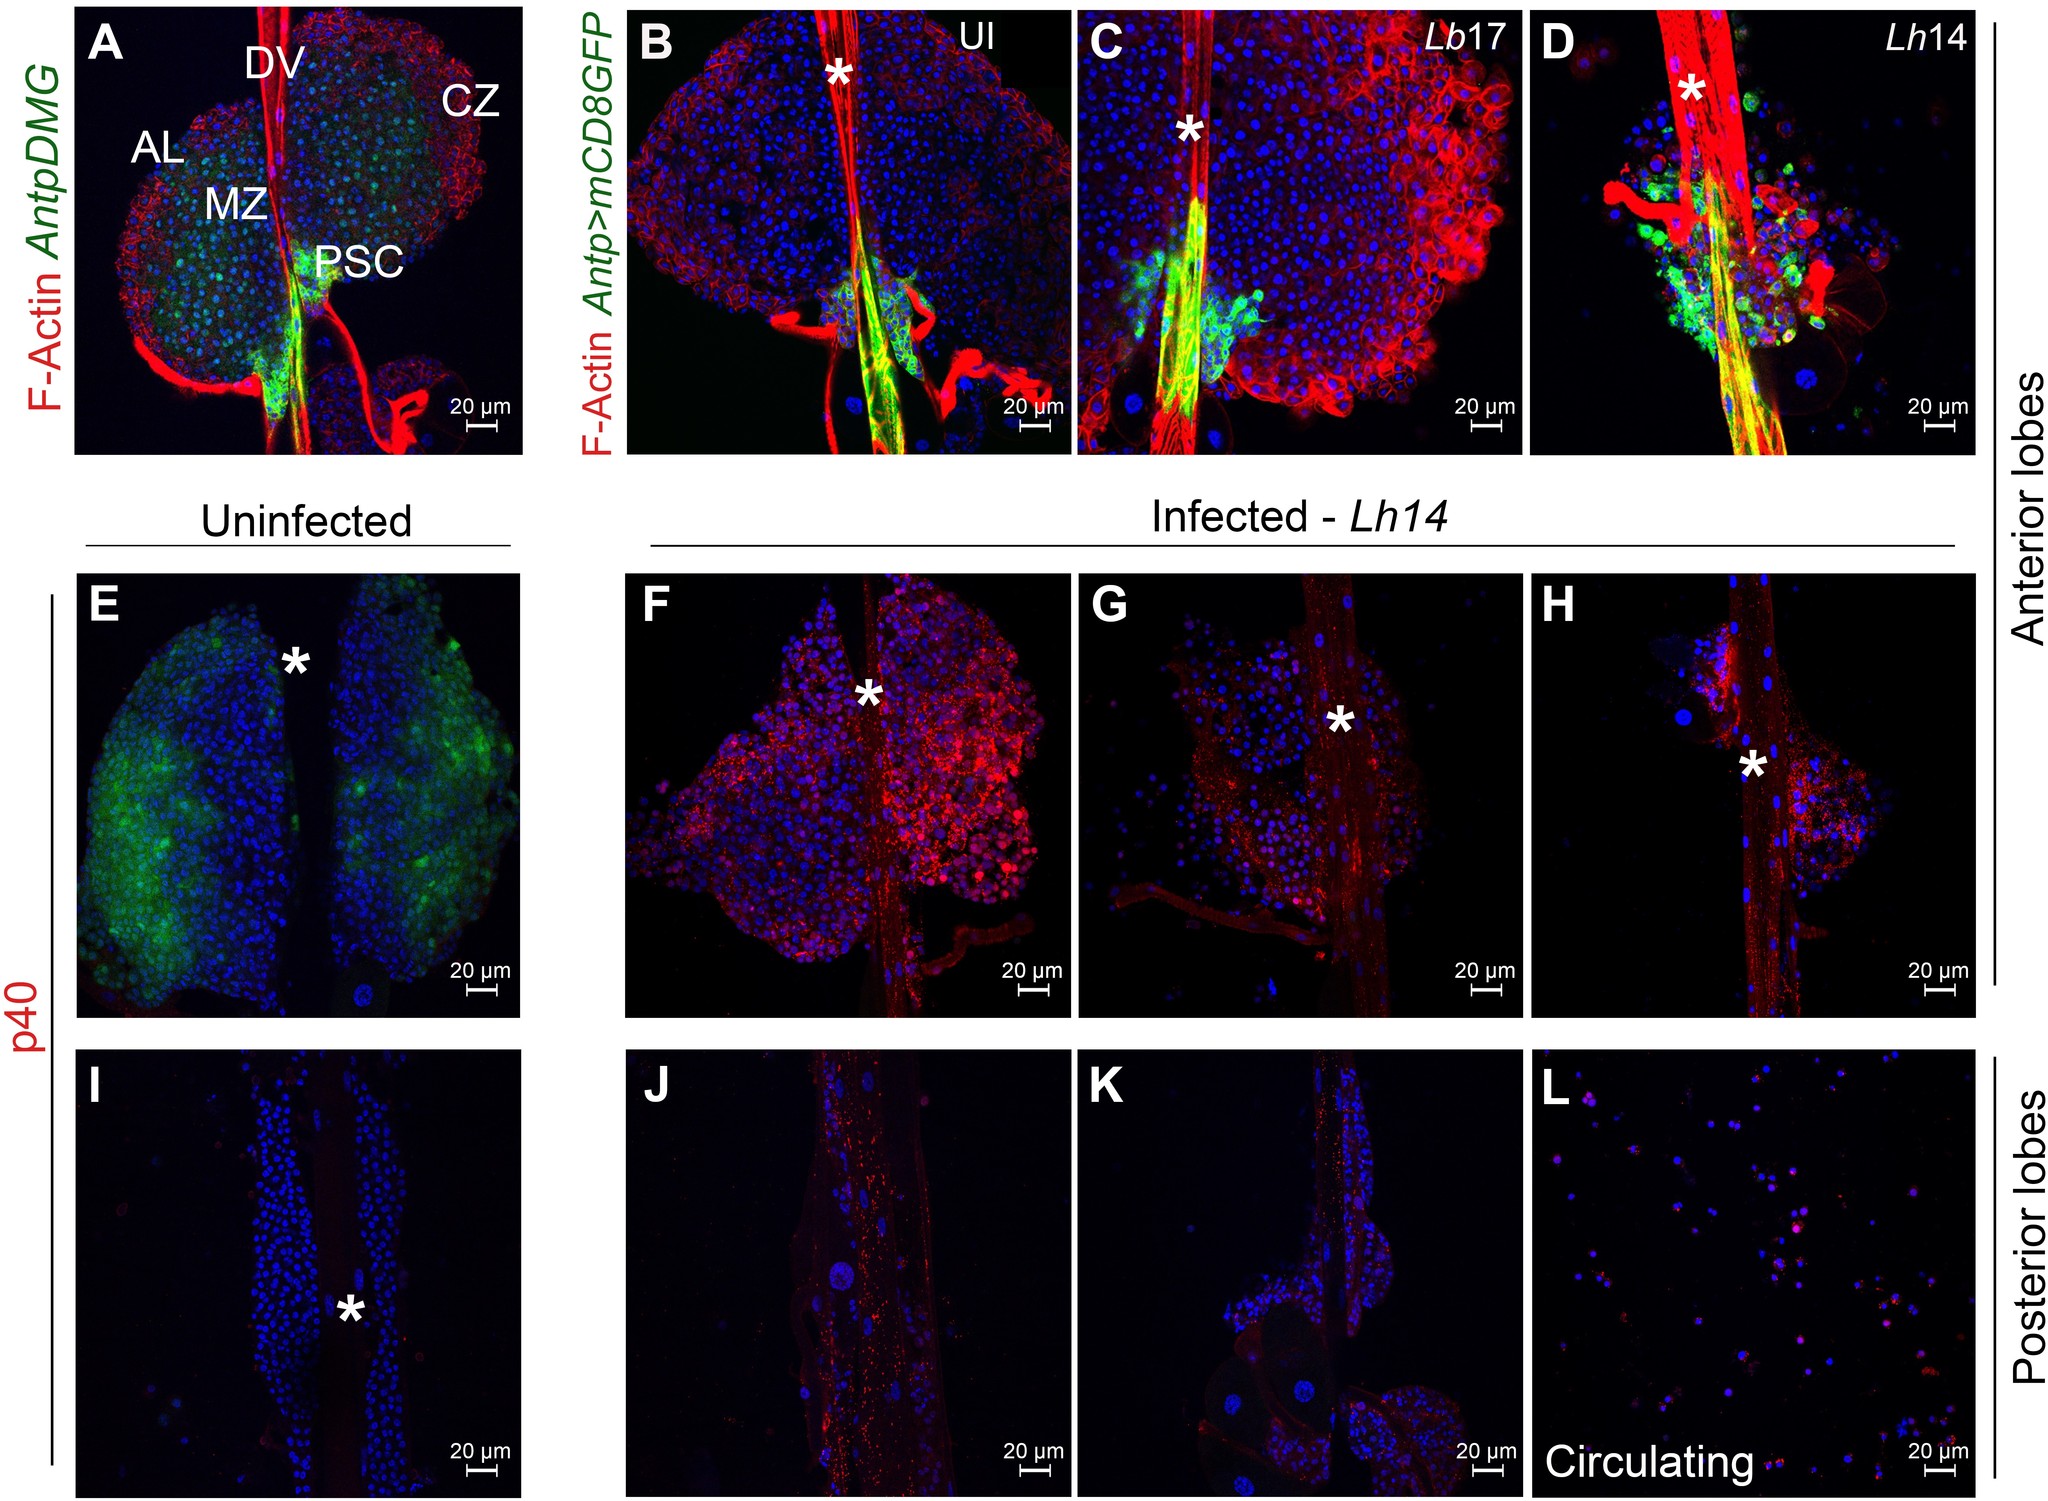 F-Actin AntpDMG
A
DV
CZ
AL
MZ
PSC
20 µm
F-Actin Antp>mCD8GFP
B
UI
*
20 µm
C
Lb17
*
20 µm
D
Lh14
*
20 µm
Anterior lobes
Uninfected
Infected - Lh14
p40
E
*
20 µm
F
*
20 µm
G
*
20 µm
H
*
20 µm
I
*
20 µm
J
20 µm
K
20 µm
L
Circulating
20 µm
Posterior lobes